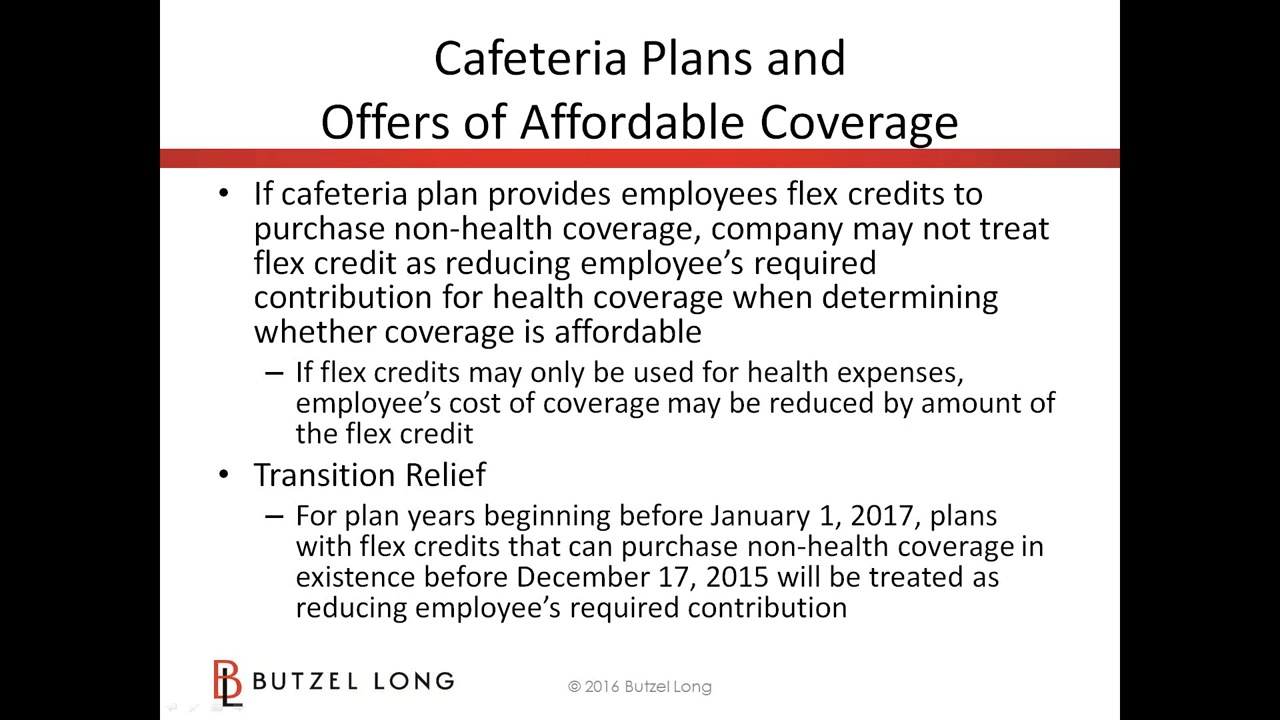 Cafeteria Plans and
Offers of Affordable Coverage
• If cafeteria plan provides employees flex credits to
purchase non-health coverage, company may not treat
flex credit as reducing employee’s required
contribution for health coverage when determining
whether coverage is affordable
– If flex credits may only be used for health expenses,
employee’s cost of coverage may be reduced by amount of
the flex credit
• Transition Relief
– For plan years beginning before January 1, 2017, plans
with flex credits that can purchase non-health coverage in
existence before December 17, 2015 will be treated as
reducing employee’s required contribution
BL BUTZEL LONG
© 2016 Butzel Long